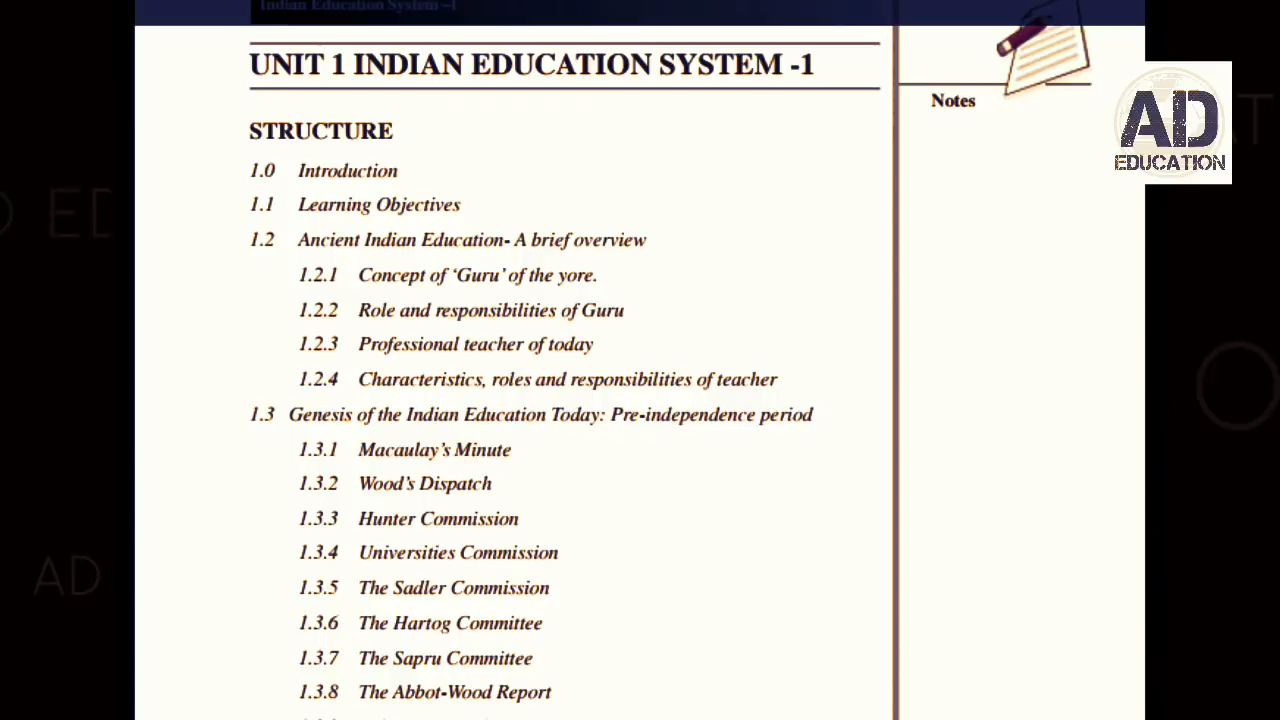 Indian Education System -I
UNIT 1 INDIAN EDUCATION SYSTEM -1
Notes
AD
EDUCATION
STRUCTURE
1.0 Introduction
1.1 Learning Objectives
1.2 Ancient Indian Education- A brief overview
1.2.1 Concept of ‘Guru’ of the yore.
1.2.2 Role and responsibilities of Guru
1.2.3 Professional teacher of today
1.2.4 Characteristics, roles and responsibilities of teacher
1.3 Genesis of the Indian Education Today: Pre-independence period
1.3.1 Macaulay’s Minute
1.3.2 Wood’s Dispatch
1.3.3 Hunter Commission
1.3.4 Universities Commission
1.3.5 The Sadler Commission
1.3.6 The Hartog Committee
1.3.7 The Sapru Committee
1.3.8 The Abbot-Wood Report
AD